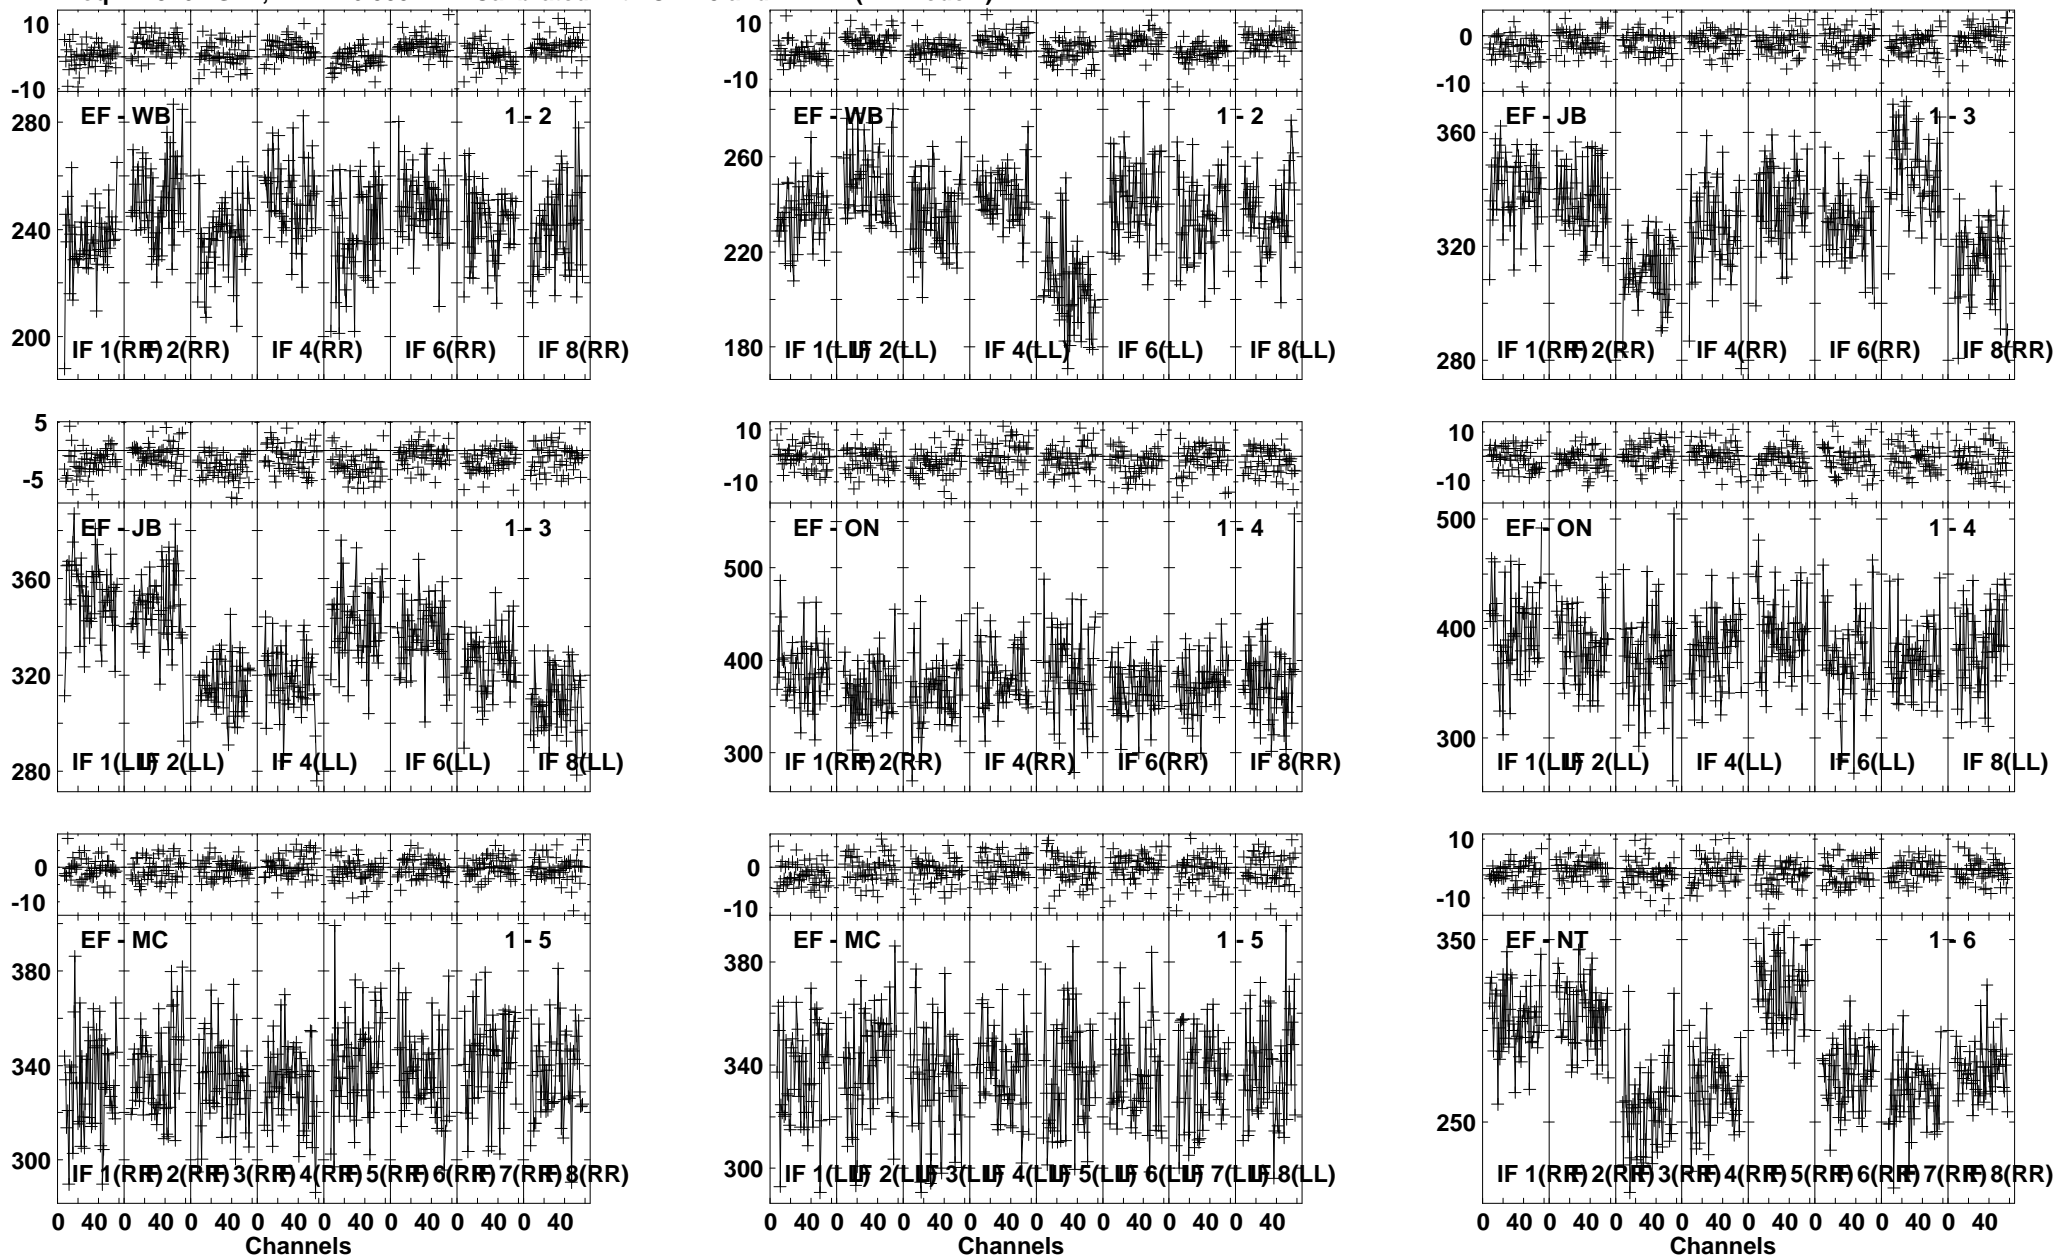 10 10 0
-10 -10 -10
EF - WB 1 - 2 EF - WB 1 - 2 EF - JB 1 - 3
280 260 360
240 220 320
200 180 280
IF 1(RR) IF 2(RR) IF 4(RR) IF 6(RR) IF 8(RR) IF 1(LL) IF 2(LL) IF 4(LL) IF 6(LL) IF 8(LL) IF 1(RR) IF 2(RR) IF 4(RR) IF 6(RR) IF 8(RR)
5 10 10
-5 -10 -10
EF - JB 1 - 3 EF - ON 1 - 4 EF - ON 1 - 4
360 500 500
320 400 400
280 300 300
IF 1(LL) IF 2(LL) IF 4(LL) IF 6(LL) IF 8(LL) IF 1(RR) IF 2(RR) IF 4(RR) IF 6(RR) IF 8(RR) IF 1(LL) IF 2(LL) IF 4(LL) IF 6(LL) IF 8(LL)
0 0 10
-10 -10 -10
EF - MC 1 - 5 EF - MC 1 - 5 EF - NT 1 - 6
380 380 350
340 340 250
300 300
IF 1(RR) IF 2(RR) IF 3(RR) IF 4(RR) IF 5(RR) IF 6(RR) IF 7(RR) IF 8(RR) IF 1(LL) IF 2(LL) IF 3(LL) IF 4(LL) IF 5(LL) IF 6(LL) IF 7(LL) IF 8(LL) IF 1(RR) IF 2(RR) IF 3(RR) IF 4(RR) IF 5(RR) IF 6(RR) IF 7(RR) IF 8(RR)
0 40 0 40 0 40 0 40 0 40 0 40 0 40 0 40 0 40 0 40 0 40 0 40 0 40 0 40 0 40 0 40 0 40 0 40 0 40 0 40 0 40 0 40 0 40 0 40
Channels Channels Channels